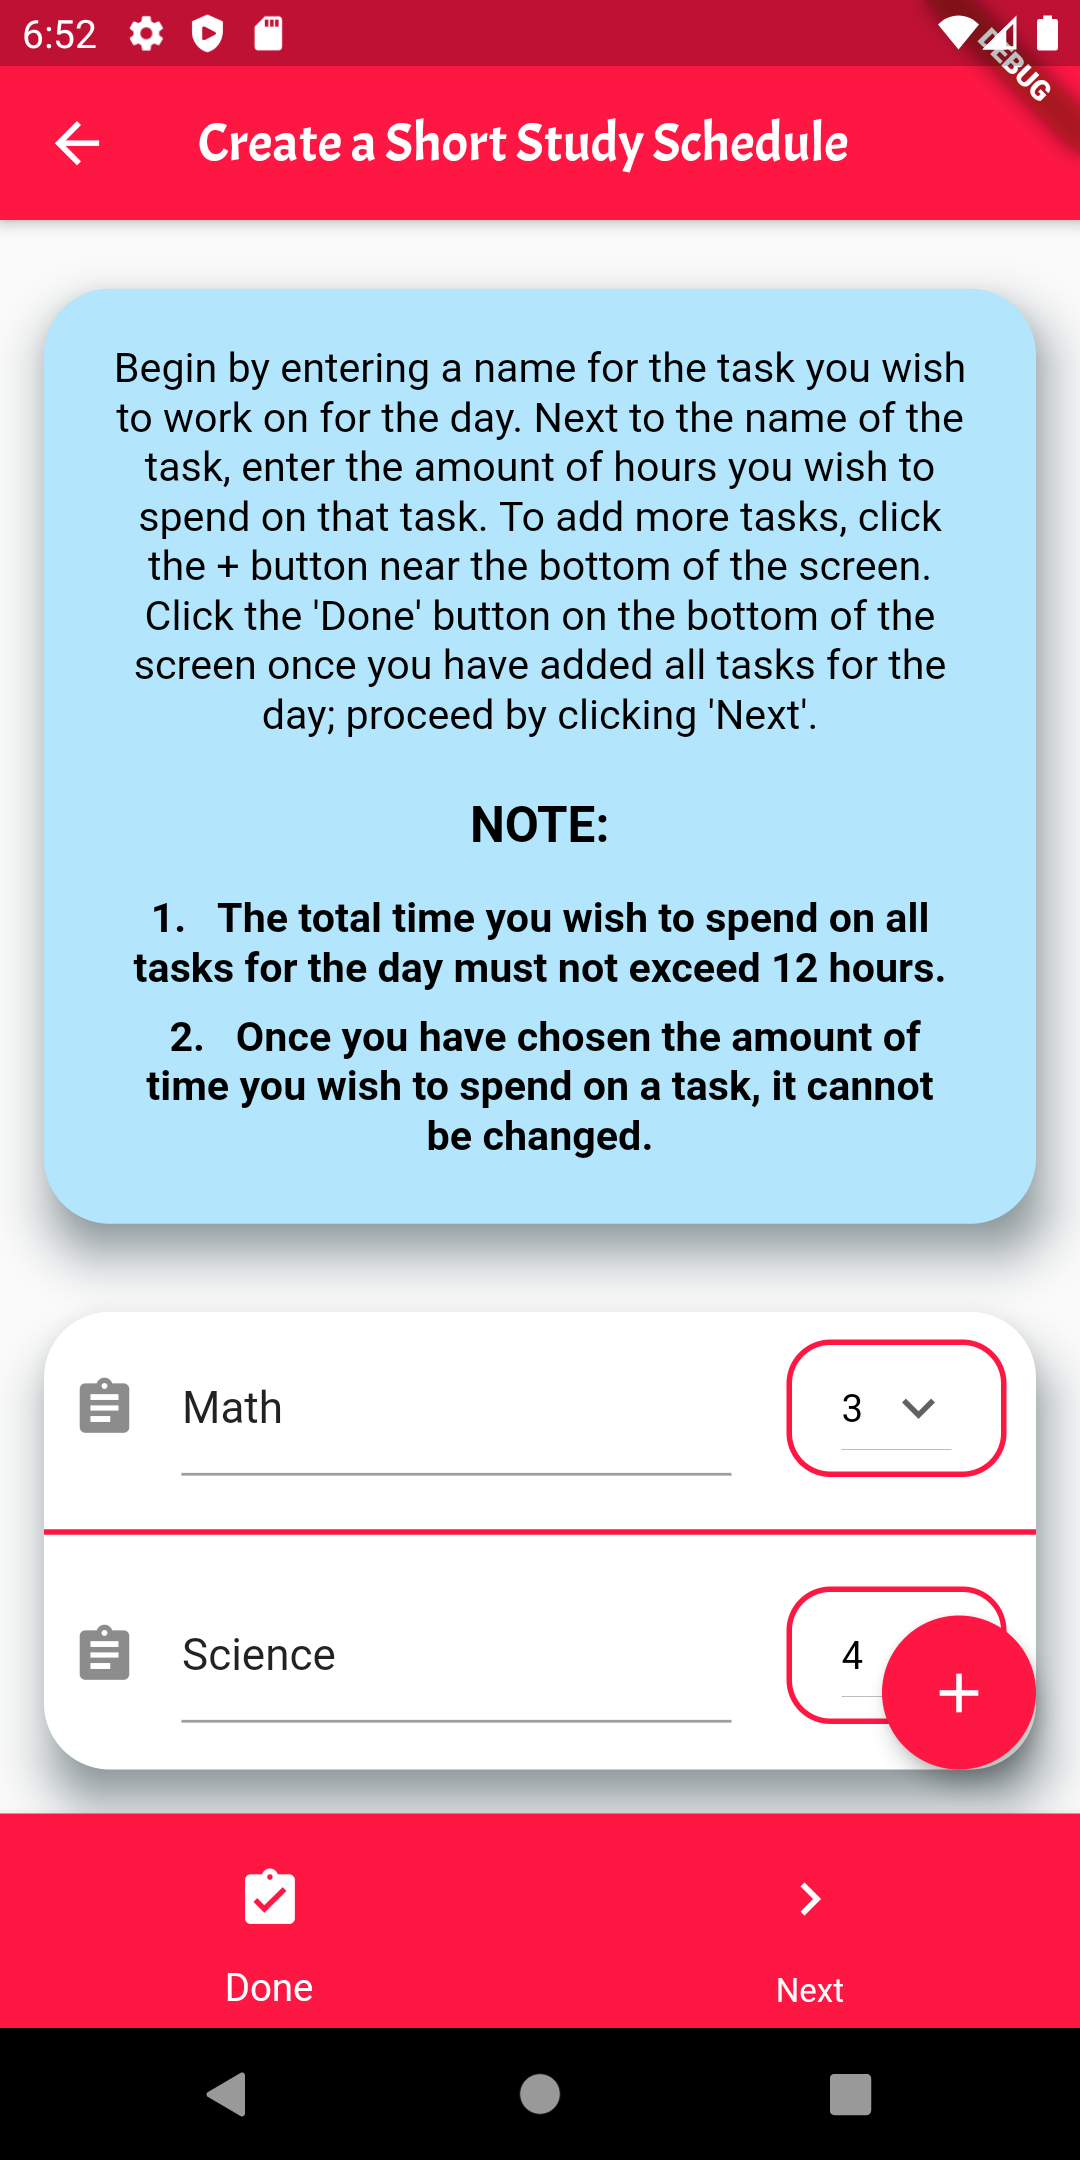 6:52
DEBUG
Create a Short Study Schedule
Begin by entering a name for the task you wish
to work on for the day. Next to the name of the
task, enter the amount of hours you wish to
spend on that task. To add more tasks, click
the + button near the bottom of the screen.
Click the 'Done' button on the bottom of the
screen once you have added all tasks for the
day; proceed by clicking 'Next'.
NOTE:
1. The total time you wish to spend on all
tasks for the day must not exceed 12 hours.
2. Once you have chosen the amount of
time you wish to spend on a task, it cannot
be changed.
Math 3
Science 4
+
Done Next